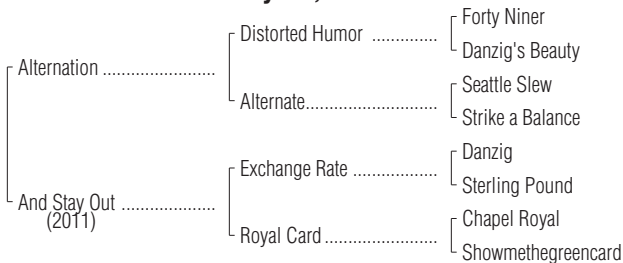 Forty Niner
Distorted Humor ..............
Danzig's Beauty
Alternation ........................
Seattle Slew
Alternate............................
Strike a Balance
Danzig
Exchange Rate ..................
Sterling Pound
And Stay Out ....................
(2011)
Chapel Royal
Royal Card........................
Showmethegreencard